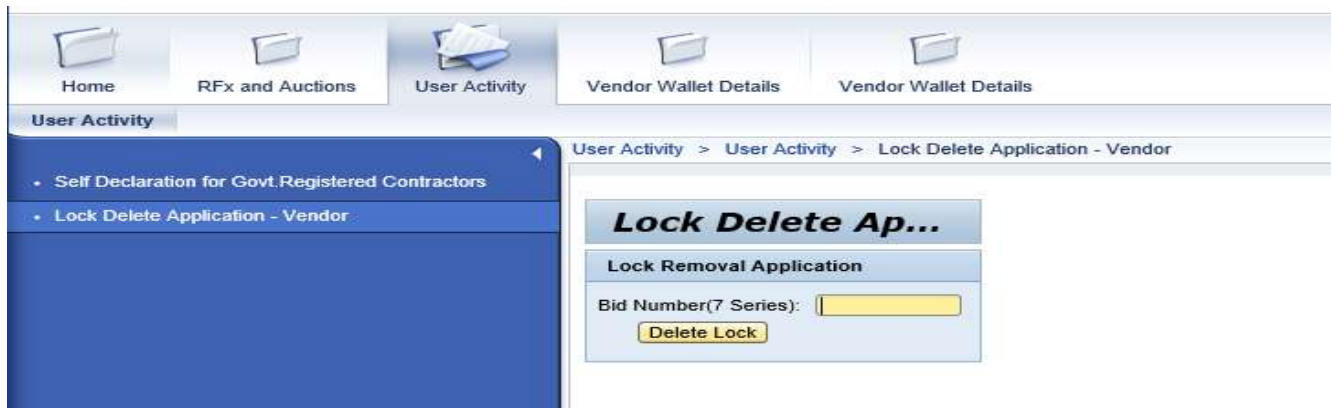 Home
RFx and Auctions
User Activity
Vendor Wallet Details
Vendor Wallet Details
User Activity
User Activity > User Activity > Lock Delete Application - Vendor
• Self Declaration for Govt.Registered Contractors
• Lock Delete Application - Vendor
Lock Delete Ap...
Lock Removal Application
Bid Number(7 Series):
Delete Lock